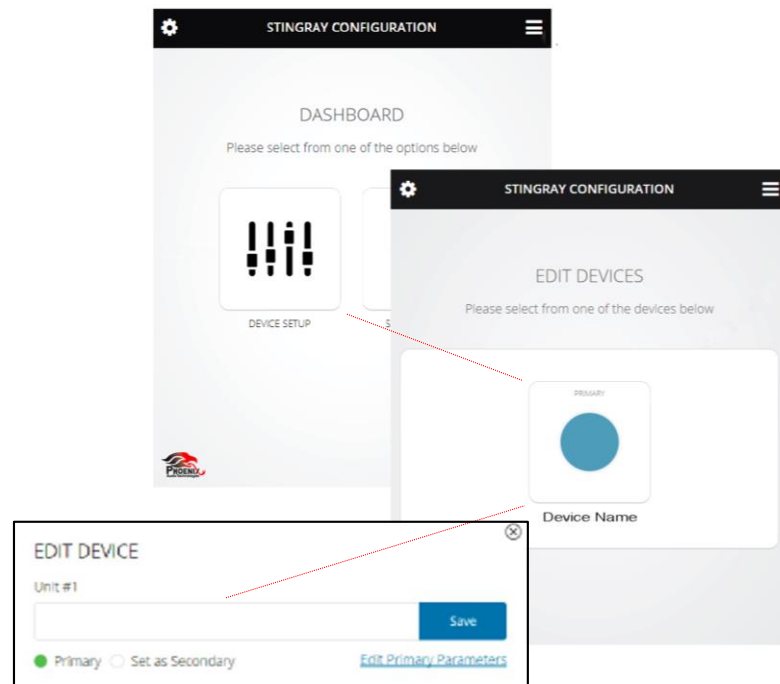 STINGRAY CONFIGURATION
DASHBOARD
Please select from one of the options below
DEVICE SETUP
S
PHOENIX
STINGRAY CONFIGURATION
EDIT DEVICES
Please select from one of the devices below
PRIMARY
Device Name
EDIT DEVICE
Unit #1
Save
Primary Set as Secondary Edit Primary Parameters